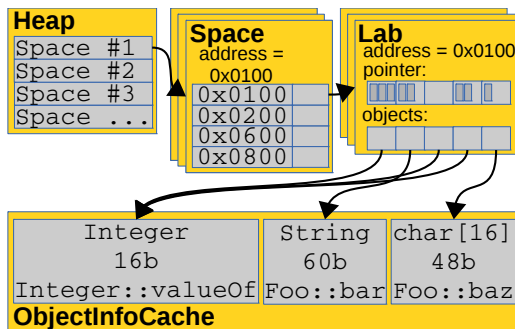 Heap
Space #1
Space #2
Space #3
Space ...
Space
address =
0x0100
0x0100
0x0200
0x0600
0x0800
Lab
address = 0x0100
pointer:
objects:
Integer
16b
Integer::valueOf
String
60b
Foo::bar
char[16]
48b
Foo::baz
ObjectInfoCache